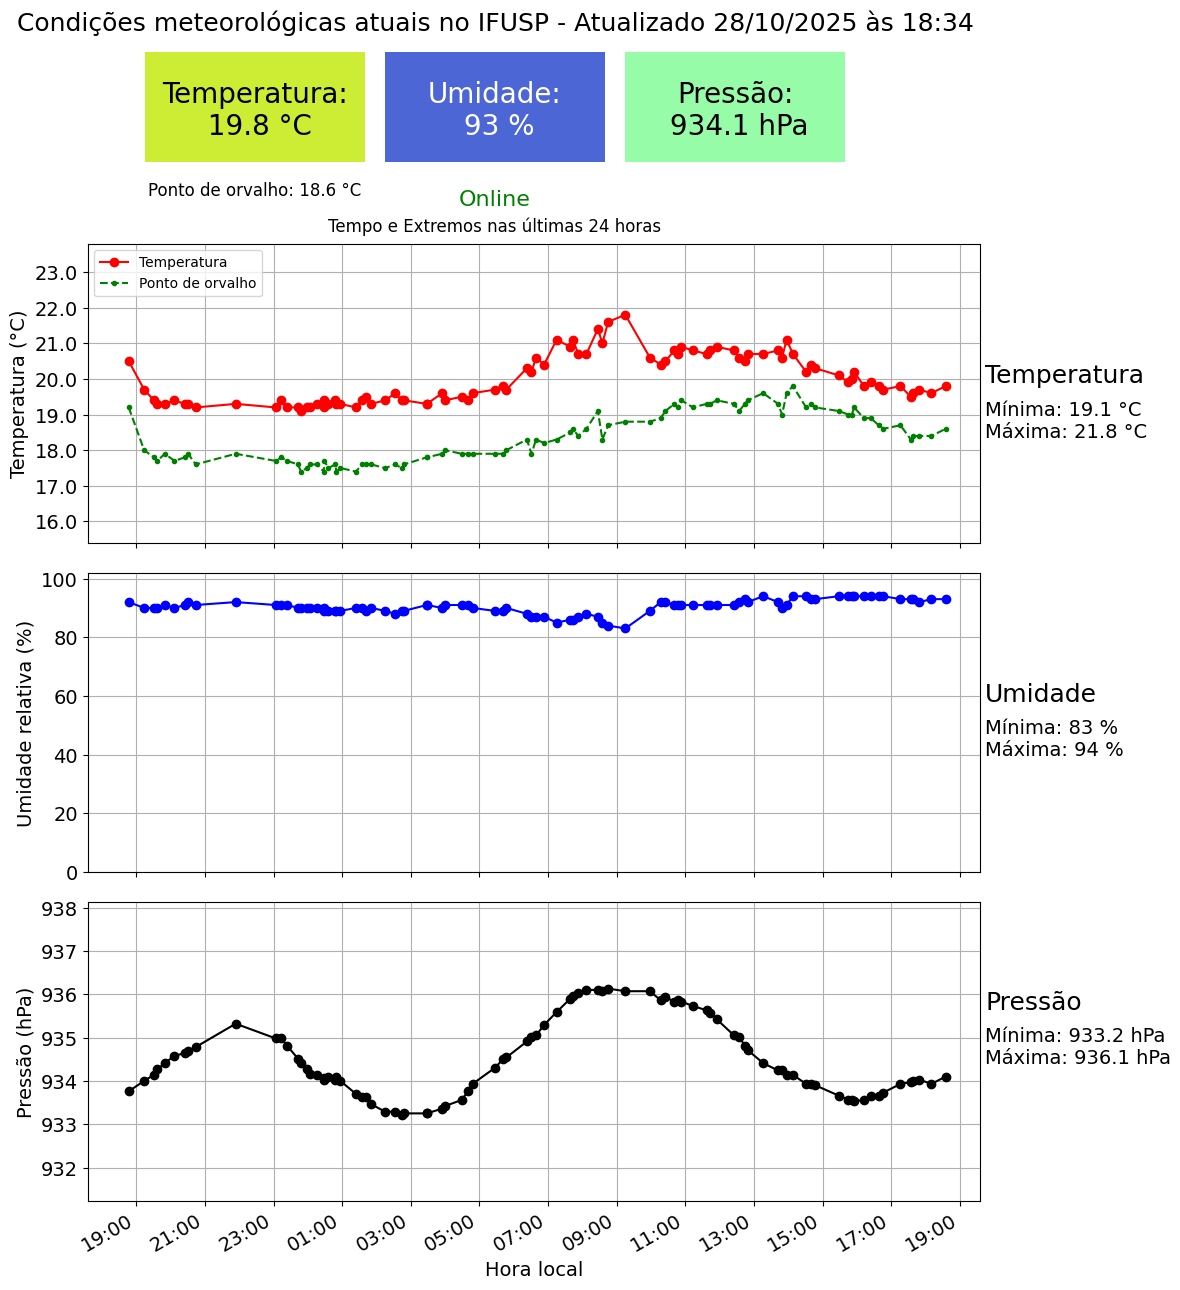 Condições meteorológicas atuais no IFUSP - Atualizado 28/10/2025 às 18:34
Temperatura:
19.8 °C
Umidade:
93 %
Pressão:
934.1 hPa
Ponto de orvalho: 18.6 °C
Online
Tempo e Extremos nas últimas 24 horas
Temperatura
Ponto de orvalho
Temperatura (°C)
23.0
22.0
21.0
20.0
19.0
18.0
17.0
16.0
Temperatura
Mínima: 19.1 °C
Máxima: 21.8 °C
Umidade relativa (%)
100
80
60
40
20
0
Umidade
Mínima: 83 %
Máxima: 94 %
Pressão (hPa)
938
937
936
935
934
933
932
Pressão
Mínima: 933.2 hPa
Máxima: 936.1 hPa
19:00 21:00 23:00 01:00 03:00 05:00 07:00 09:00 11:00 13:00 15:00 17:00 19:00
Hora local